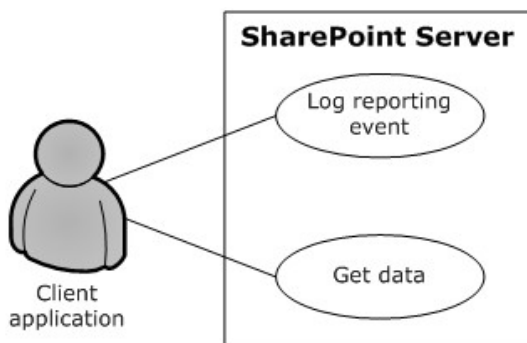 SharePoint Server
Log reporting
event
Get data
Client
application